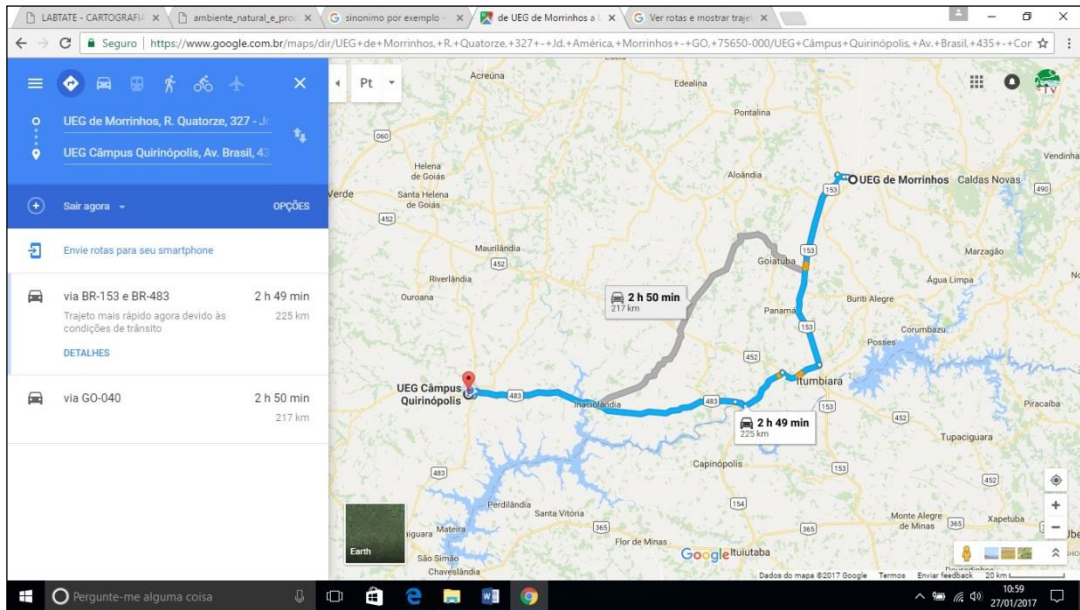 LABTATE - CARTOGRAFIA
ambiente_natural_e_proc
sinonimo por exemplo -
de UEG de Morrinhos a U
Ver rotas e mostrar traje
Seguro | https://www.google.com.br/maps/dir/UEG+de+Morrinhos,+R.+Quatorze,+327+-+Jd.+América,+Morrinhos+-+GO,+75650-000/UEG+Câmpus+Quirinópolis,+Av.+Brasil,+435+-+Con
UEG de Morrinhos, R. Quatorze, 327 - J
UEG Câmpus Quirinópolis, Av. Brasil, 43
Sair agora
OPÇÕES
Envie rotas para seu smartphone
via BR-153 e BR-483
2 h 49 min
Trajeto mais rápido agora devido às
225 km
condições de trânsito
DETALHES
via GO-040
2 h 50 min
217 km
Pt
Acreúna
Edealina
Pontalina
060
Vendinha
Helena
de Goiás
Aloándia
UEG de Morrinhos
Caldas Novas
153
490
Verde
Santa Helena
de Goiás
452
Maurilândia
452
153
Goiatuba
Marzagão
Riverlândia
Água Limpa
Ouroana
2 h 50 min
217 km
Buriti Alegre
Panamá
153
Corumbazul
Posses
452
Itumbiara
UEG Câmpus
Quirinópolis
483
Inaciolândia
483
153
452
Piracaíba
2 h 49 min
225 km
Tupaciguara
Capinópolis
483
153
452
154
Perdilândia
Santa Vitória
Monte Alegre
de Minas
365
Xapetuba
365
365
iguara
Mateira
Flor de Minas
Earth
São Simão
Chaveslândia
Google
Ituiutaba
Douradinhos
Dados do mapa ©2017 Google
Termos
Enviar feedback
20 km
Pergunte-me alguma coisa
10:59
27/01/2017